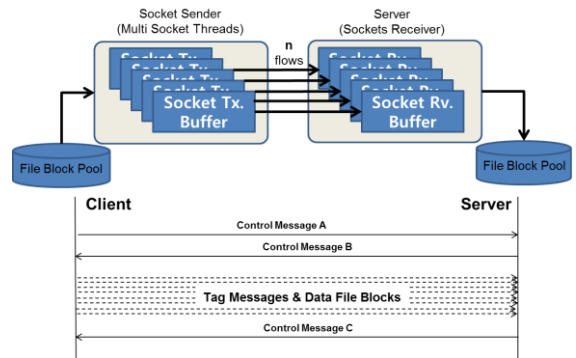 Socket Sender
(Multi Socket Threads)
Server
(Sockets Receiver)
n
flows
Socket Tx.
Buffer
Socket Rv.
Buffer
File Block Pool
File Block Pool
Client
Server
Control Message A
Control Message B
Tag Messages & Data File Blocks
Control Message C